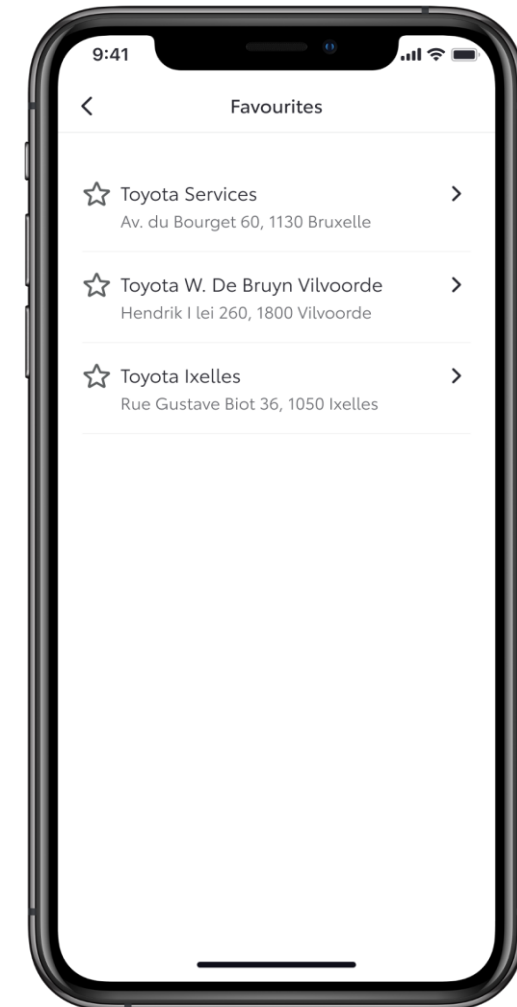 9:41
Favourites
Toyota Services
Av. du Bourget 60, 1130 Bruxelle
Toyota W. De Bruyn Vilvoorde
Hendrik I lei 260, 1800 Vilvoorde
Toyota Ixelles
Rue Gustave Biot 36, 1050 Ixelles